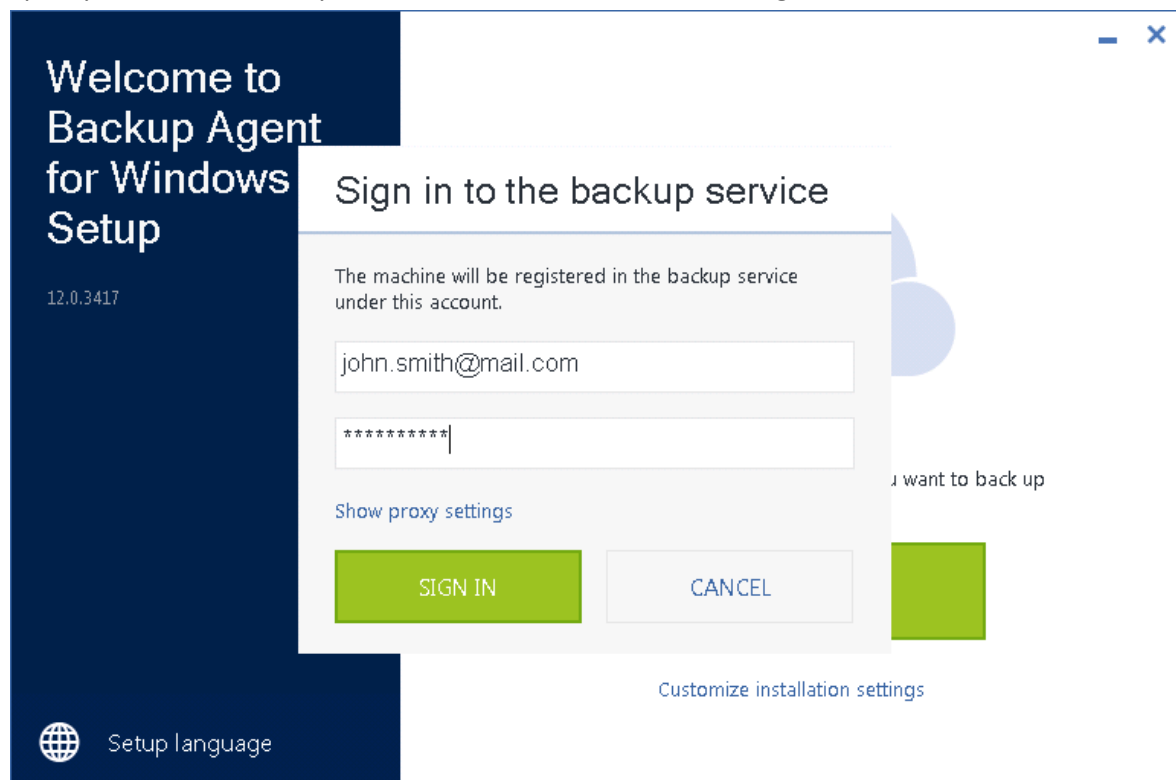 Welcome to
Backup Agent
for Windows
Setup
12.0.3417
Sign in to the backup service
The machine will be registered in the backup service
under this account.
john.smith@mail.com
**********
Show proxy settings
SIGN IN
CANCEL
want to back up
Customize installation settings
Setup language